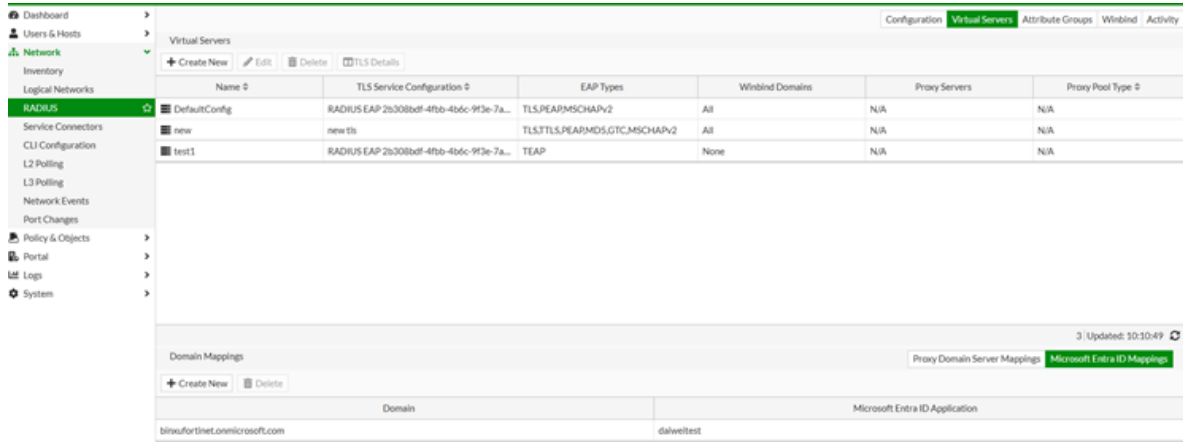 Dashboard
Users & Hosts
Network
Inventory
Logical Networks
RADIUS
Service Connectors
CLI Configuration
L2 Polling
L3 Polling
Network Events
Port Changes
Policy & Objects
Portal
Logs
System
Configuration Virtual Servers Attribute Groups Winbind Activity
Virtual Servers
Create New Edit Delete TLS Details
Name TLS Service Configuration EAP Types Winbind Domains Proxy Servers Proxy Pool Type
DefaultConfig RADIUS EAP 2b308bdf-4fbb-4b6c-9f3e-7a... TLS,PEAP,MSCHAPv2 All N/A N/A
new new tls TLS,TTLS,PEAP,MD5,GTC,MSCHAPv2 All N/A N/A
test1 RADIUS EAP 2b308bdf-4fbb-4b6c-9f3e-7a... TEAP None N/A N/A
3 Updated: 10:10:49
Domain Mappings Proxy Domain Server Mappings Microsoft Entra ID Mappings
Create New Delete
Domain Microsoft Entra ID Application
binxufortinet.onmicrosoft.com daiweitest